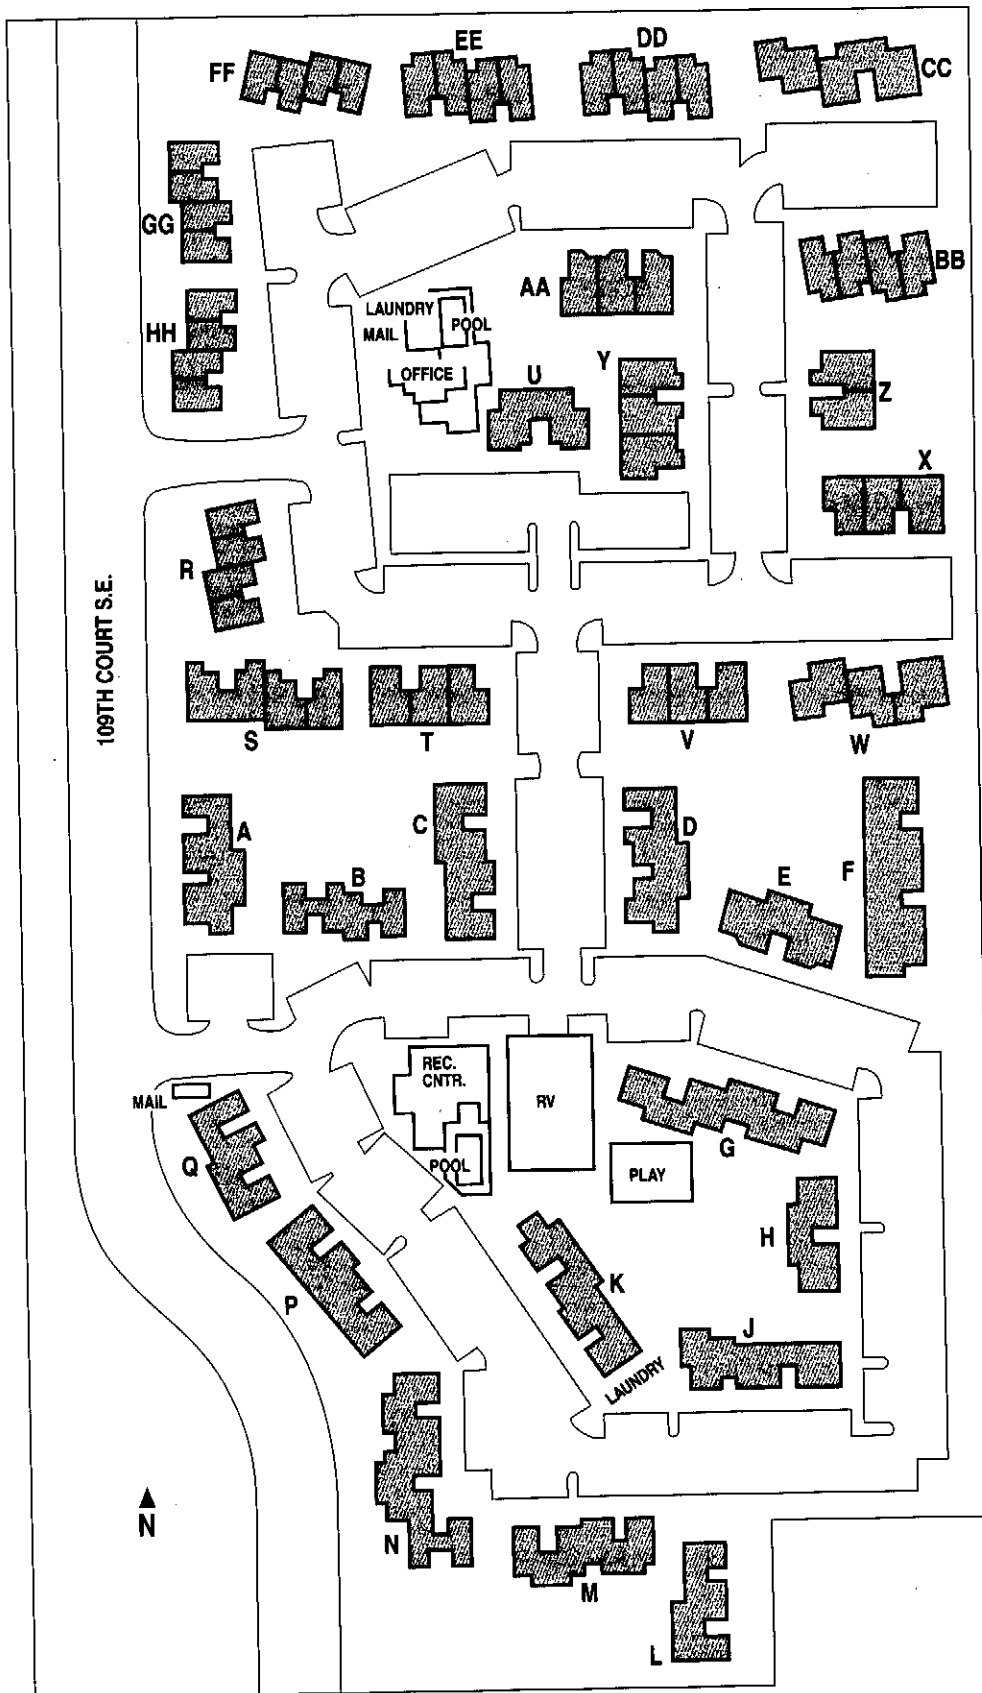 EE
DD
FF
CC
GG
BB
AA
LAUNDRY
MAIL
POOL
HH
OFFICE
U
Y
Z
X
R
109TH COURT S.E.
S
T
V
W
A
C
D
B
E
F
REC.
CNTR.
RV
MAIL
G
Q
POOL
PLAY
H
K
P
J
LAUNDRY
N
N
M
L